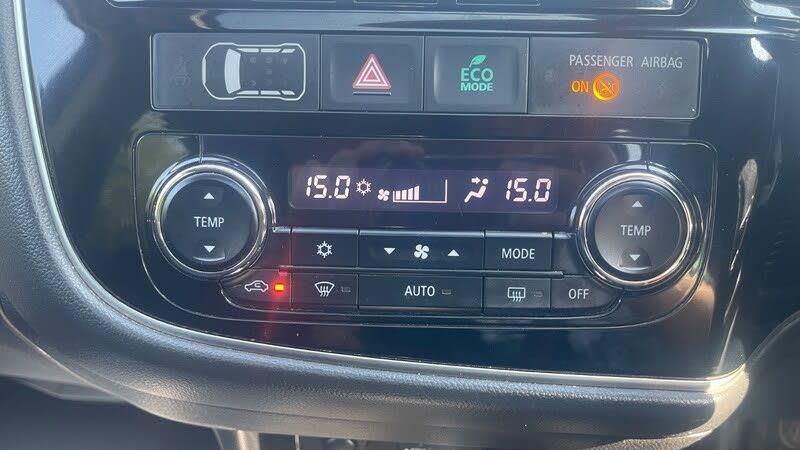 PASSENGER AIRBAG
ECO
MODE
ON
15.0
15.0
TEMP
TEMP
MODE
AUTO
OFF